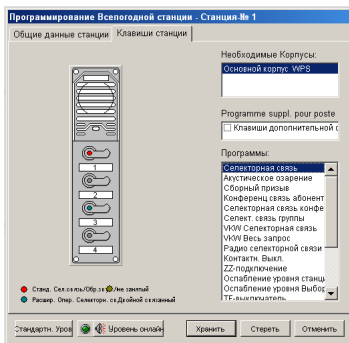 Программирование Всепогодной станции - Станция-№ 1
Общие данные станции
Клавиши станции
Необходимые Корпусы:
Основной корпус WPS
Programme suppl. pour poste
Клавиши дополнительной с
Программы:
Селекторная связь
Акустическое озарение
Сборный призыв
Конференц связь абонент
Селекторная связь конфе
Селект. связь группы
VKW Селекторная связь
VKW Весь запрос
Радио селекторной связи
Контактн. Выкл.
ZZ-подключение
Ослабление уровня станци
Ослабление уровня Выбор
TF-выключатель
1
2
3
4
Станд. Сел.связь/Обр.зв
/не занятый
Расшир. Опер. Селекторн. св
Двойной связанный
Стандартн. Уров
Уровень онлайн
Хранить
Стереть
Отменить